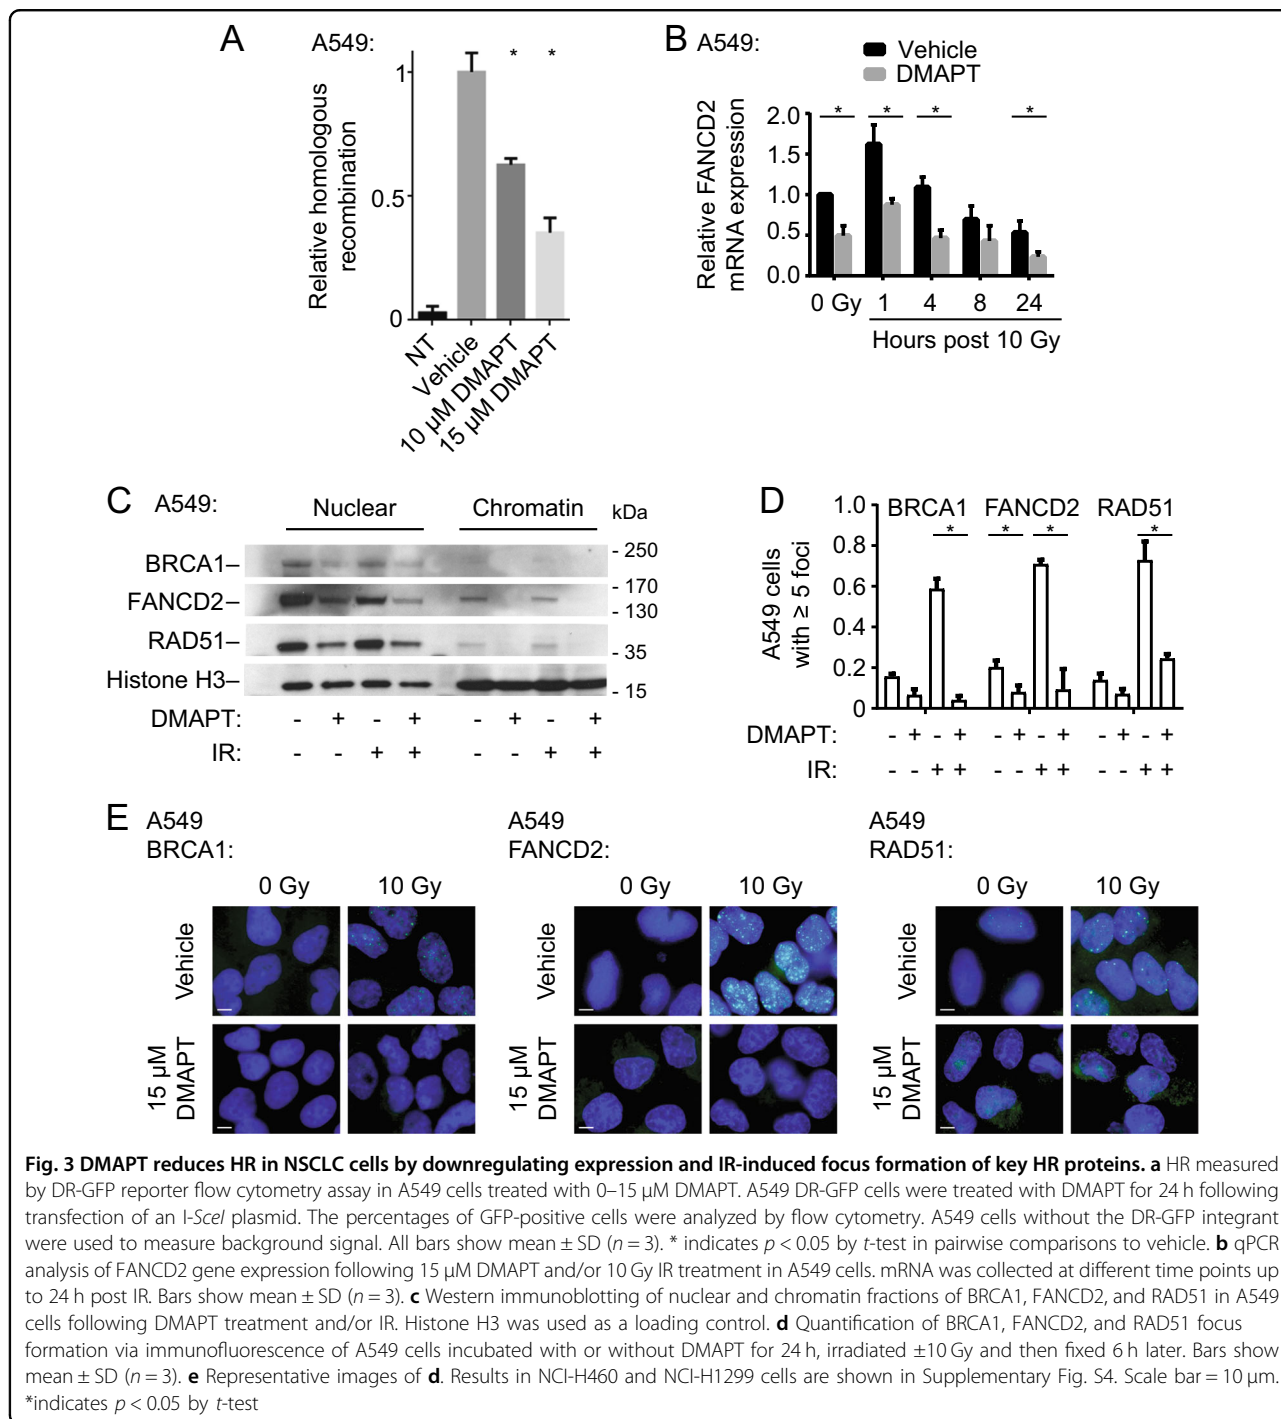 A
A549:
Relative homologous
recombination
1
0.5
0
* *
NT
Vehicle
10 µM DMAPT
15 µM DMAPT
B
A549:
Vehicle
DMAPT
Relative FANCD2
mRNA expression
2.0
1.5
1.0
0.5
0.0
* * * *
0 Gy 1 4 8 24
Hours post 10 Gy
C
A549:
Nuclear Chromatin kDa
BRCA1–
FANCD2–
RAD51–
Histone H3–
- 250
- 170
- 130
- 35
- 15
DMAPT: - + - + - + - +
IR: - - + + - - + +
D
A549 cells
with ≥ 5 foci
1.0
0.8
0.6
0.4
0.2
0
BRCA1 FANCD2 RAD51
* * * *
DMAPT: - + - + - + - + - + - +
IR: - - + + - - + + - - + +
E
A549
BRCA1:
0 Gy 10 Gy
Vehicle
15 µM
DMAPT
A549
FANCD2:
0 Gy 10 Gy
Vehicle
15 µM
DMAPT
A549
RAD51:
0 Gy 10 Gy
Vehicle
15 µM
DMAPT
Fig. 3 DMAPT reduces HR in NSCLC cells by downregulating expression and IR-induced focus formation of key HR proteins. a HR measured
by DR-GFP reporter flow cytometry assay in A549 cells treated with 0–15 µM DMAPT. A549 DR-GFP cells were treated with DMAPT for 24 h following
transfection of an I-SceI plasmid. The percentages of GFP-positive cells were analyzed by flow cytometry. A549 cells without the DR-GFP integrant
were used to measure background signal. All bars show mean ± SD (n = 3). * indicates p < 0.05 by t-test in pairwise comparisons to vehicle. b qPCR
analysis of FANCD2 gene expression following 15 µM DMAPT and/or 10 Gy IR treatment in A549 cells. mRNA was collected at different time points up
to 24 h post IR. Bars show mean ± SD (n = 3). c Western immunoblotting of nuclear and chromatin fractions of BRCA1, FANCD2, and RAD51 in A549
cells following DMAPT treatment and/or IR. Histone H3 was used as a loading control. d Quantification of BRCA1, FANCD2, and RAD51 focus
formation via immunofluorescence of A549 cells incubated with or without DMAPT for 24 h, irradiated ±10 Gy and then fixed 6 h later. Bars show
mean ± SD (n = 3). e Representative images of d. Results in NCI-H460 and NCI-H1299 cells are shown in Supplementary Fig. S4. Scale bar = 10 µm.
*indicates p < 0.05 by t-test